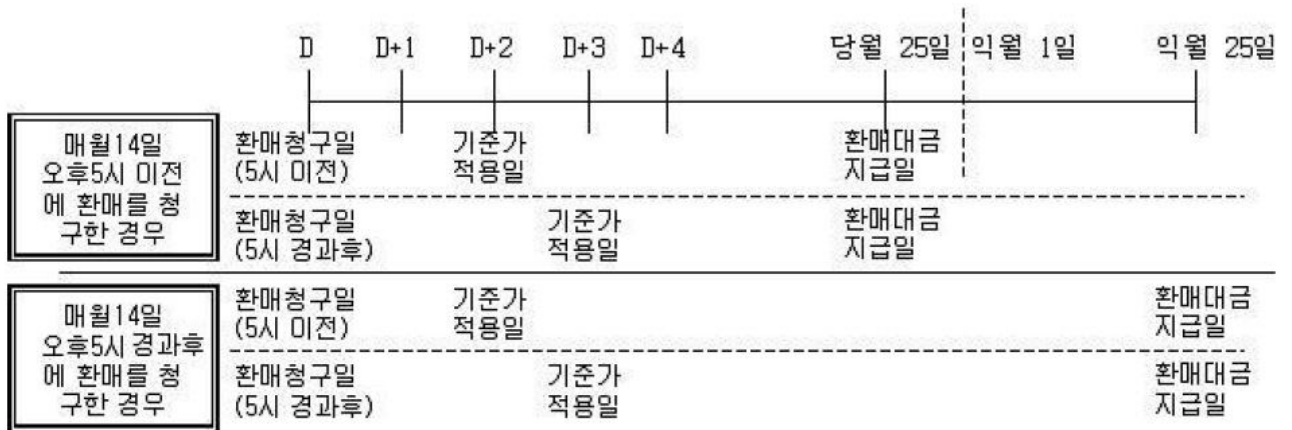 D D+1 D+2 D+3 D+4 당월 25일 익월 1일 익월 25일
매월14일
오후5시 이전
에 환매를 청
구한 경우
환매청구일 기준가 환매대금
(5시 이전) 적용일 지급일
환매청구일 기준가 환매대금
(5시 경과후) 적용일 지급일
매월14일
오후5시 경과후
에 환매를 청
구한 경우
환매청구일 기준가 환매대금
(5시 이전) 적용일 지급일
환매청구일 기준가 환매대금
(5시 경과후) 적용일 지급일